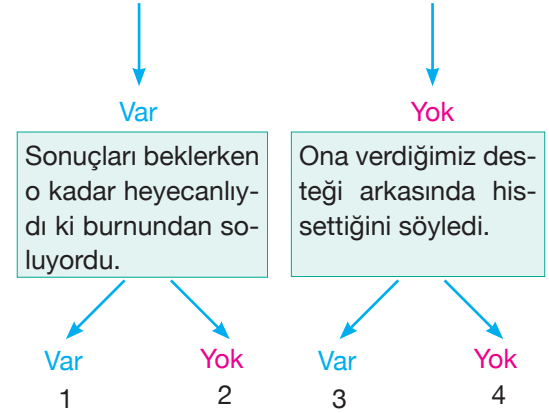 Var
Yok
Sonuçları beklerken
o kadar heyecanlıy-
dı ki burnundan so-
luyordu.
Ona verdiğimiz des-
teği arkasında his-
settiğini söyledi.
Var
Yok
Var
Yok
1
2
3
4